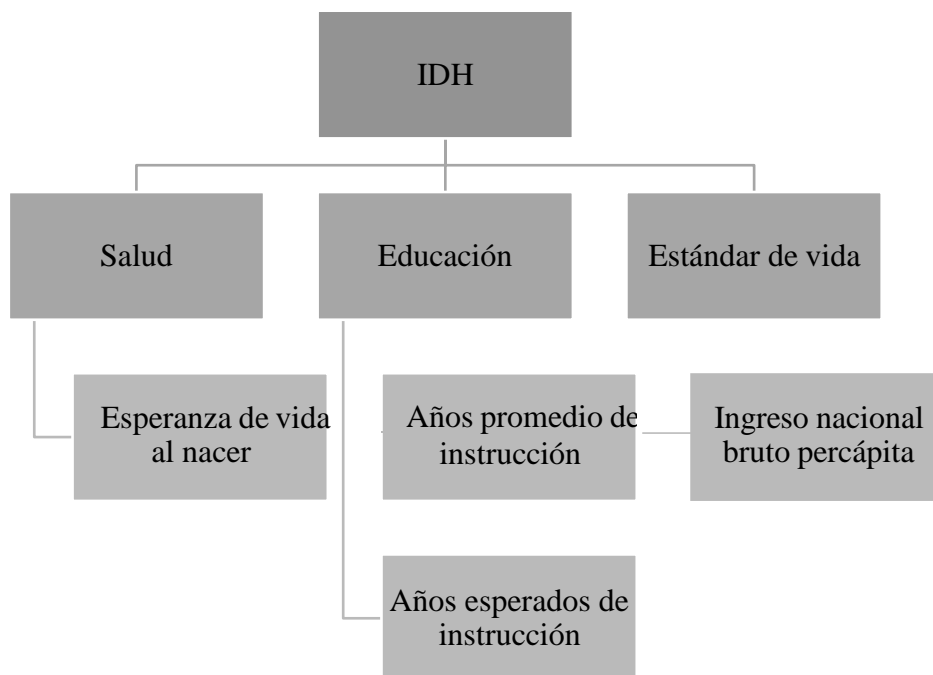 IDH
Salud
Educación
Estándar de vida
Esperanza de vida
al nacer
Años promedio de
instrucción
Ingreso nacional
bruto percápita
Años esperados de
instrucción